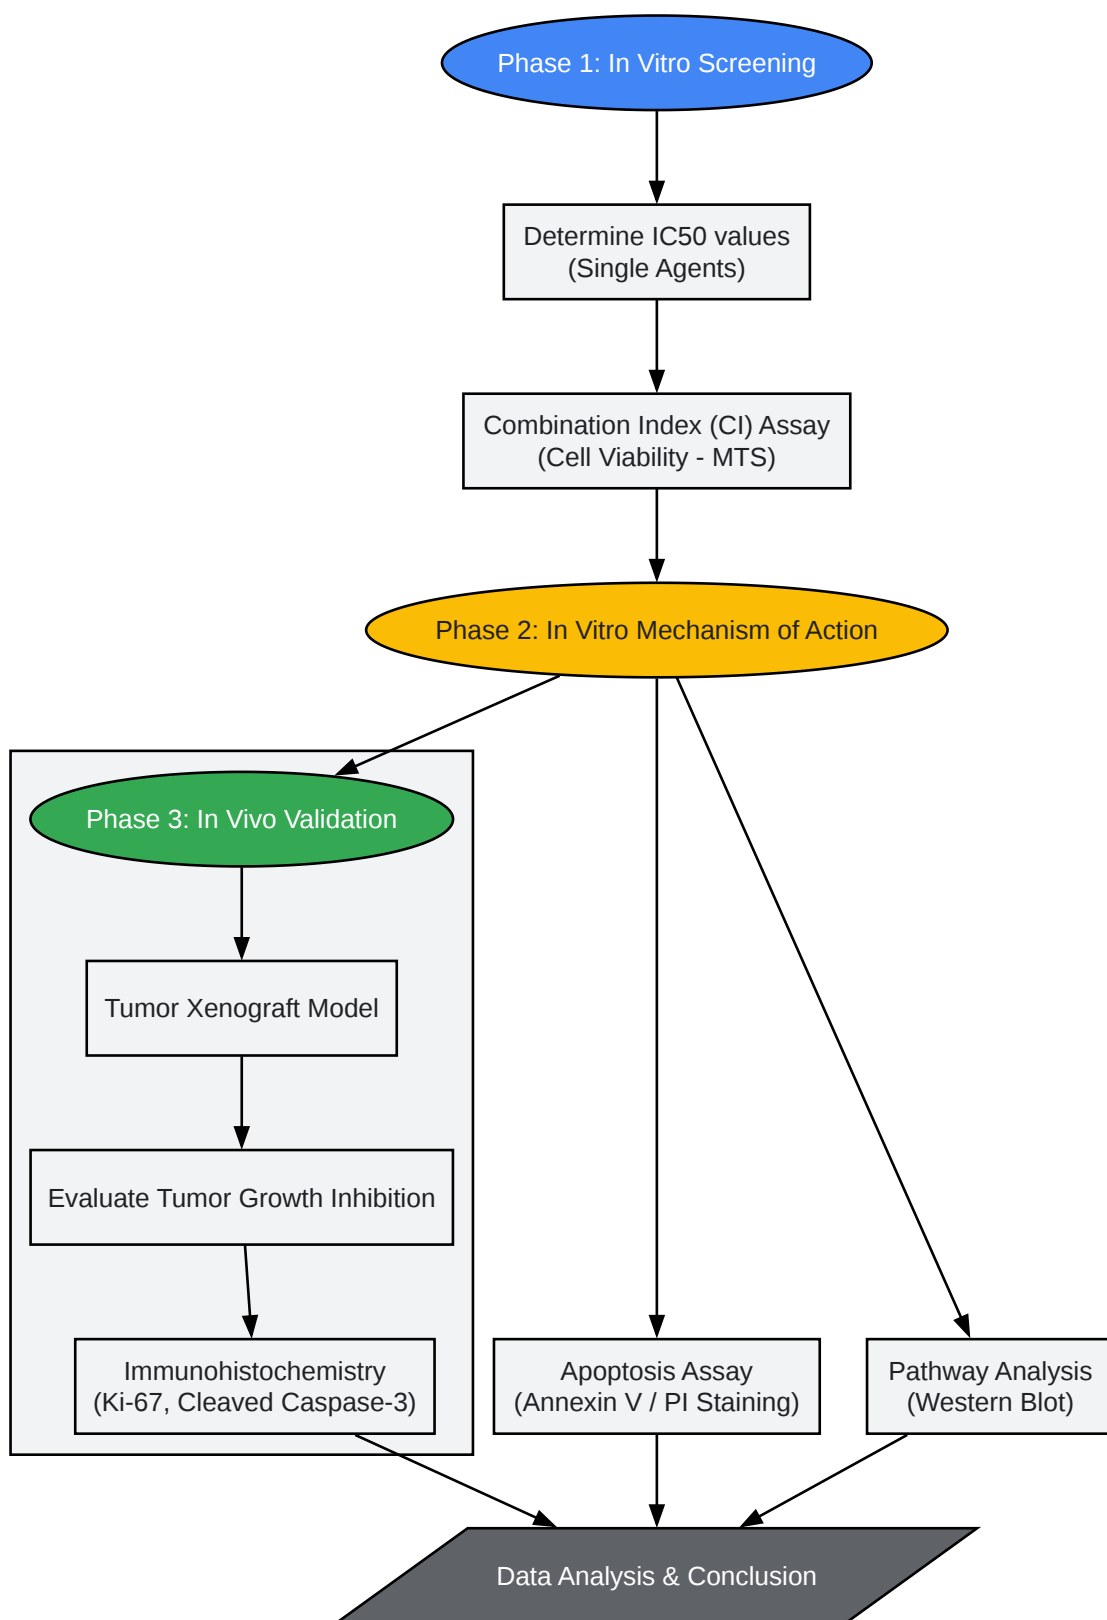 Phase 1: In Vitro Screening
Determine IC50 values
(Single Agents)
Combination Index (CI) Assay
(Cell Viability - MTS)
Phase 2: In Vitro Mechanism of Action
Phase 3: In Vivo Validation
Tumor Xenograft Model
Evaluate Tumor Growth Inhibition
Immunohistochemistry
(Ki-67, Cleaved Caspase-3)
Apoptosis Assay
(Annexin V / PI Staining)
Pathway Analysis
(Western Blot)
Data Analysis & Conclusion